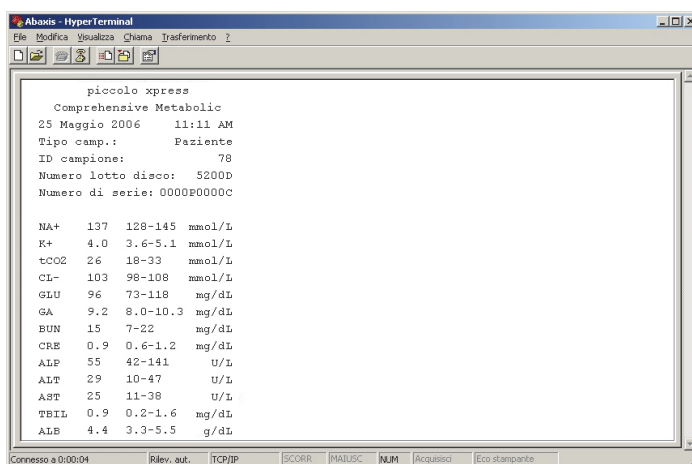 Abaxis - HyperTerminal
File Modifica Visualizza Chiama Trasferimento ?
piccolo xpress
Comprehensive Metabolic
25 Maggio 2006 11:11 AM
Tipo camp.: Paziente
ID campione: 78
Numero lotto disco: 5200D
Numero di serie: 0000P0000C
NA+ 137 128-145 mmol/L
K+ 4.0 3.6-5.1 mmol/L
tCO2 26 18-33 mmol/L
CL- 103 98-108 mmol/L
GLU 96 73-118 mg/dL
GA 9.2 8.0-10.3 mg/dL
BUN 15 7-22 mg/dL
CRE 0.9 0.6-1.2 mg/dL
ALP 55 42-141 U/L
ALT 29 10-47 U/L
AST 25 11-38 U/L
TBIL 0.9 0.2-1.6 mg/dL
ALB 4.4 3.3-5.5 g/dL
Connesso a 0:00:04 Rilev. aut. TCP/IP SCORR MAIUSC NUM Acquisisci Eco stampante